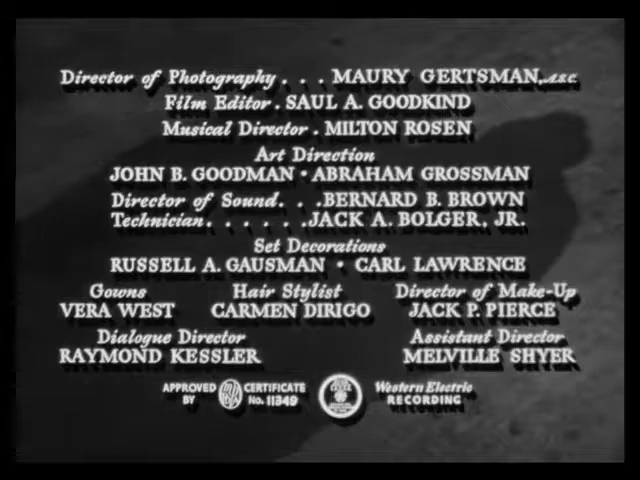 Director of Photography . . . MAURY GERTSMAN, A.S.C.
Film Editor . SAUL A. GOODKIND
Musical Director . MILTON ROSEN
Art Direction
JOHN B. GOODMAN • ABRAHAM GROSSMAN
Director of Sound. . .BERNARD B. BROWN
Technician. . . . . .JACK A. BOLGER, JR.
Set Decorations
RUSSELL A. GAUSMAN • CARL LAWRENCE
Gowns Hair Stylist Director of Make-Up
VERA WEST CARMEN DIRIGO JACK P. PIERCE
Dialogue Director Assistant Director
RAYMOND KESSLER MELVILLE SHYER
APPROVED CERTIFICATE Western Electric
BY No. 11349 RECORDING